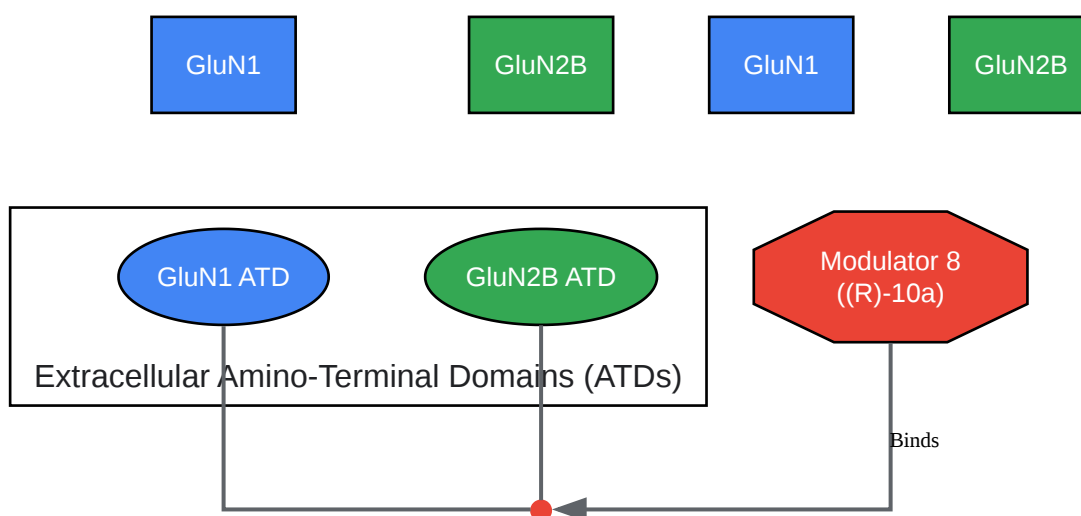 GluN1
GluN2B
GluN1
GluN2B
GluN1 ATD
GluN2B ATD
Modulator 8
((R)-10a)
Extracellular Amino-Terminal Domains (ATDs)
Binds